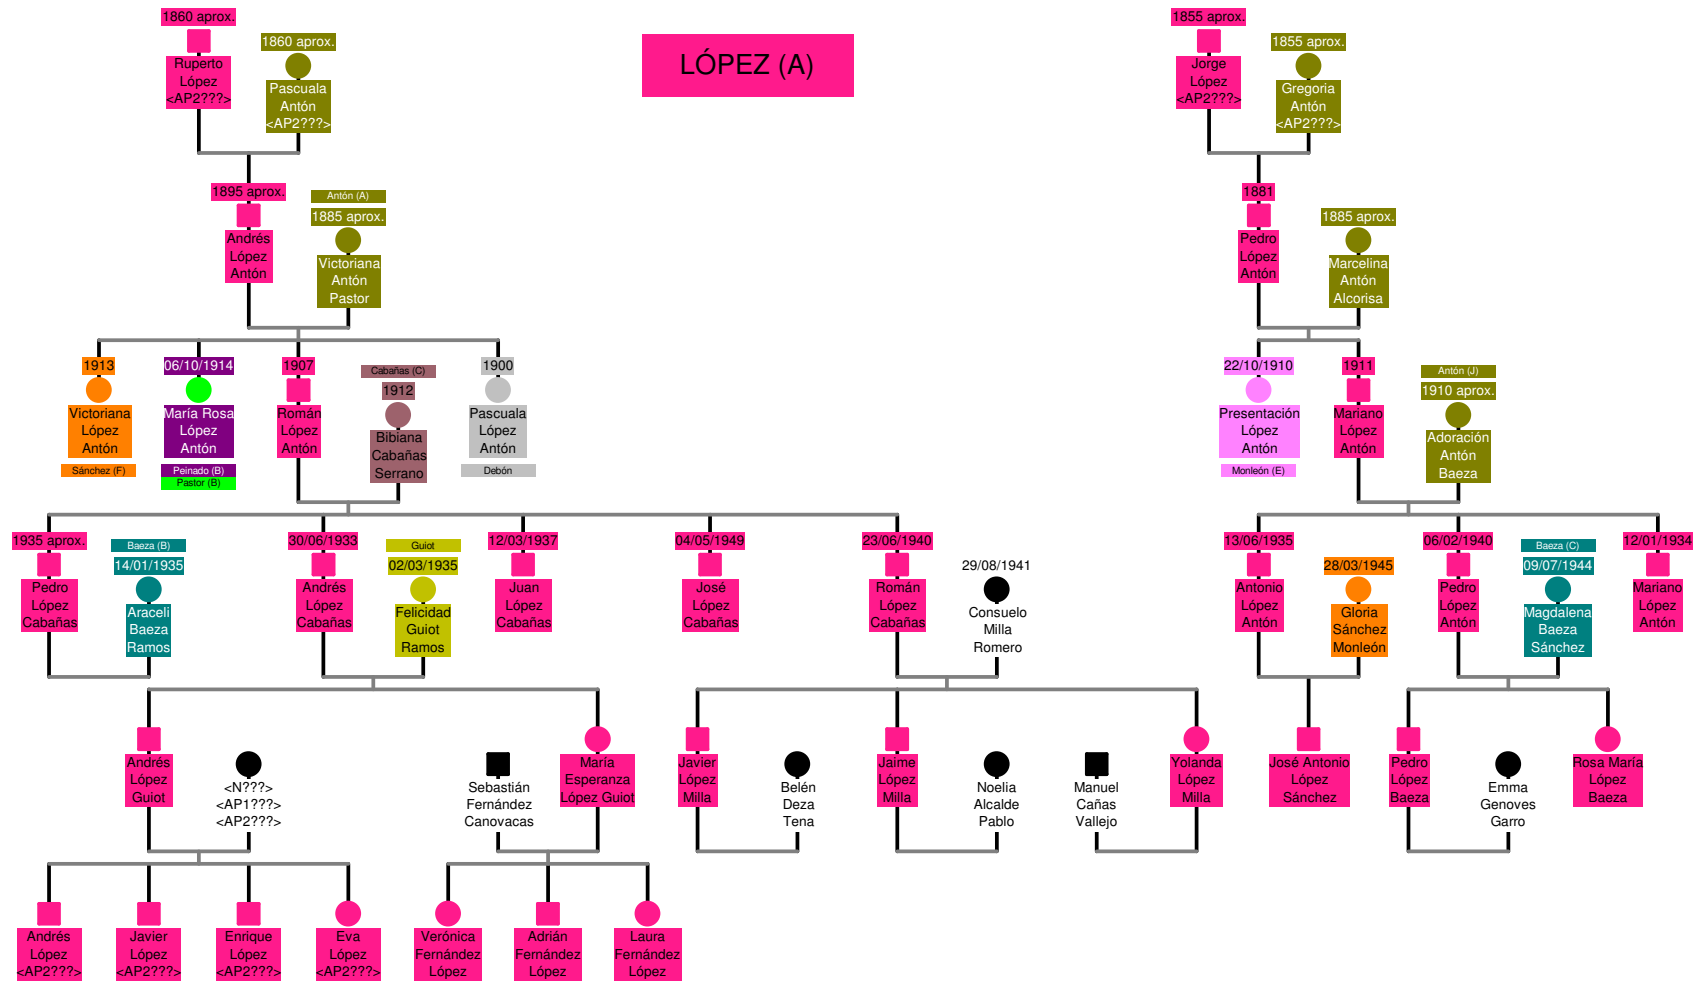 1860 aprox.
Ruperto
López
<AP2???>
1860 aprox.
Pascuala
Antón
<AP2???>
LÓPEZ (A)
1855 aprox.
Jorge
López
<AP2???>
1855 aprox.
Gregoria
Antón
<AP2???>
1895 aprox.
Andrés
López
Antón
Antón (A)
1885 aprox.
Victoriana
Antón
Pastor
1881
Pedro
López
Antón
1885 aprox.
Marcelina
Antón
Alcorisa
1913
Victoriana
López
Antón
Sánchez (F)
06/10/1914
María Rosa
López
Antón
Peinado (B)
Pastor (B)
1907
Román
López
Antón
Cabañas (C)
1912
Bibiana
Cabañas
Serrano
1900
Pascuala
López
Antón
Debón
22/10/1910
Presentación
López
Antón
Monleón (E)
1911
Mariano
López
Antón
Antón (J)
1910 aprox.
Adoración
Antón
Baeza
1935 aprox.
Pedro
López
Cabañas
Baeza (B)
14/01/1935
Araceli
Baeza
Ramos
30/06/1933
Andrés
López
Cabañas
Guiot
02/03/1935
Felicidad
Guiot
Ramos
12/03/1937
Juan
López
Cabañas
04/05/1949
José
López
Cabañas
23/06/1940
Román
López
Cabañas
29/08/1941
Consuelo
Milla
Romero
13/06/1935
Antonio
López
Antón
28/03/1945
Gloria
Sánchez
Monleón
06/02/1940
Pedro
López
Antón
Baeza (C)
09/07/1944
Magdalena
Baeza
Sánchez
12/01/1934
Mariano
López
Antón
Andrés
López
Guiot
<N???>
<AP1???>
<AP2???>
Sebastián
Fernández
Canovacas
María
Esperanza
López Guiot
Javier
López
Milla
Belén
Deza
Tena
Jaime
López
Milla
Noelia
Alcalde
Pablo
Manuel
Cañas
Vallejo
Yolanda
López
Milla
José Antonio
López
Sánchez
Pedro
López
Baeza
Emma
Genoves
Garro
Rosa María
López
Baeza
Andrés
López
<AP2???>
Javier
López
<AP2???>
Enrique
López
<AP2???>
Eva
López
<AP2???>
Verónica
Fernández
López
Adrián
Fernández
López
Laura
Fernández
López